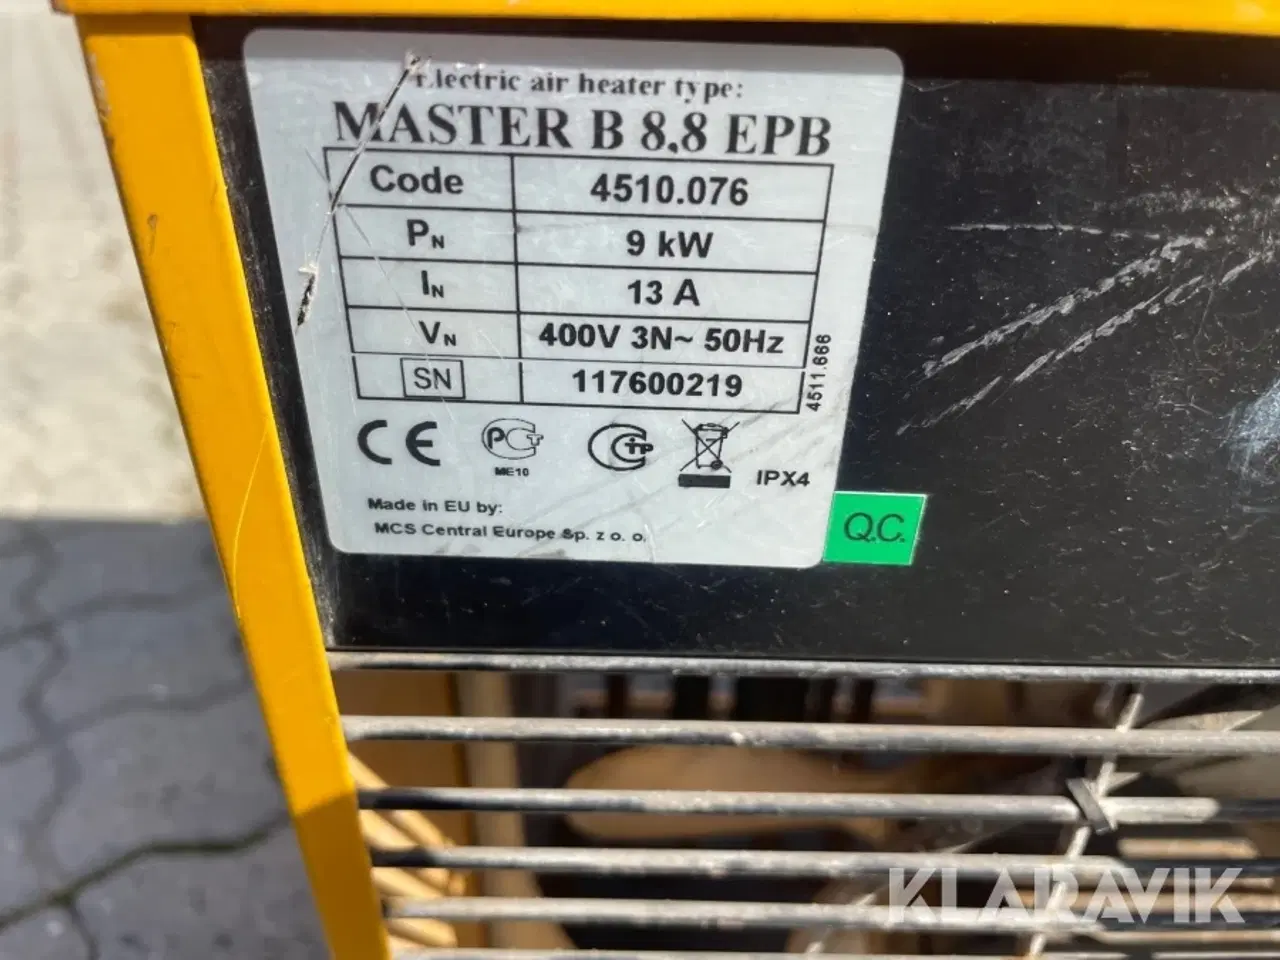 Electric air heater type:
MASTER B 8,8 EPB
Code 4510.076
PN 9 kW
IN 13 A
VN 400V 3N~ 50Hz
SN 117600219
4511.666
CE
PCT
ME10
IPX4
Made in EU by:
MCS Central Europe Sp. z o. o.
Q.C.
KLARAVIK